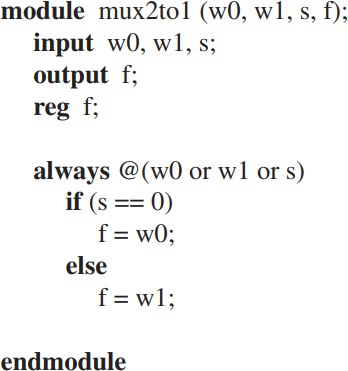 module mux2to1 (w0, w1, s, f);
input w0, w1, s;
output f;
reg f;
always @(w0 or w1 or s)
if (s == 0)
f = w0;
else
f = w1;
endmodule